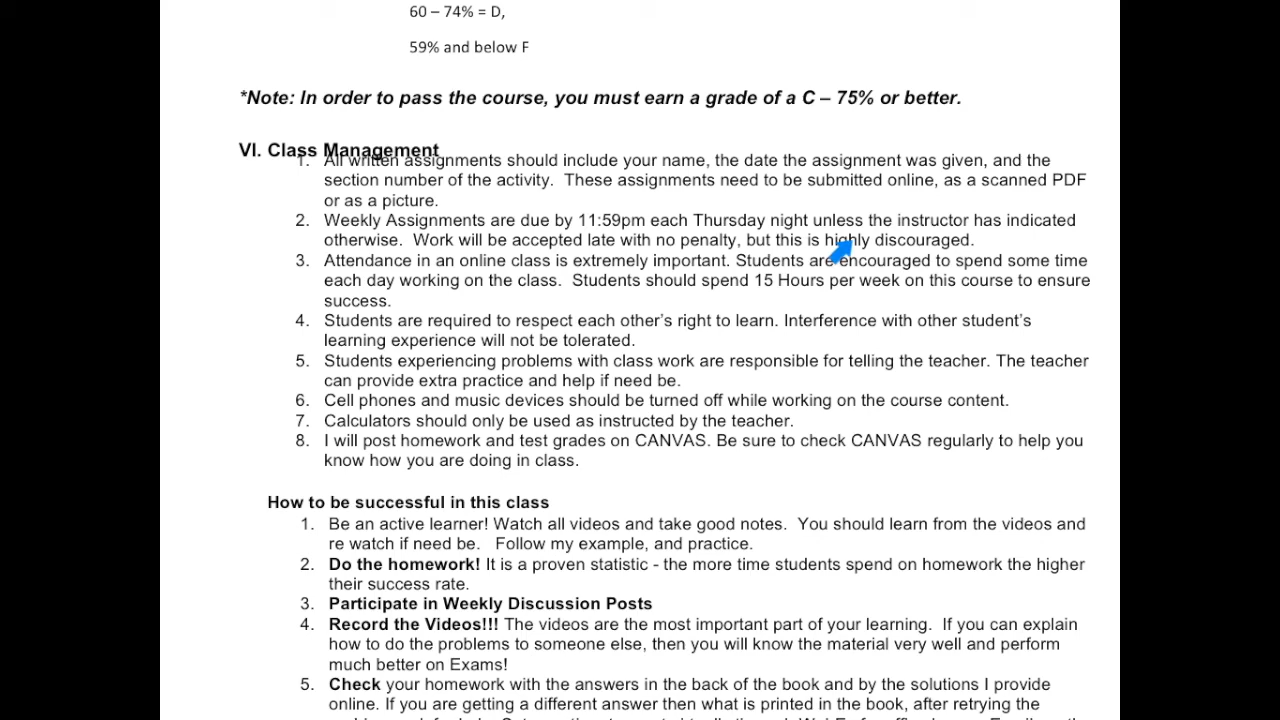 60 – 74% = D,
59% and below F
*Note: In order to pass the course, you must earn a grade of a C – 75% or better.
VI. Class Management
1. All written assignments should include your name, the date the assignment was given, and the
section number of the activity. These assignments need to be submitted online, as a scanned PDF
or as a picture.
2. Weekly Assignments are due by 11:59pm each Thursday night unless the instructor has indicated
otherwise. Work will be accepted late with no penalty, but this is highly discouraged.
3. Attendance in an online class is extremely important. Students are encouraged to spend some time
each day working on the class. Students should spend 15 Hours per week on this course to ensure
success.
4. Students are required to respect each other’s right to learn. Interference with other student’s
learning experience will not be tolerated.
5. Students experiencing problems with class work are responsible for telling the teacher. The teacher
can provide extra practice and help if need be.
6. Cell phones and music devices should be turned off while working on the course content.
7. Calculators should only be used as instructed by the teacher.
8. I will post homework and test grades on CANVAS. Be sure to check CANVAS regularly to help you
know how you are doing in class.
How to be successful in this class
1. Be an active learner! Watch all videos and take good notes. You should learn from the videos and
re watch if need be. Follow my example, and practice.
2. Do the homework! It is a proven statistic - the more time students spend on homework the higher
their success rate.
3. Participate in Weekly Discussion Posts
4. Record the Videos!!! The videos are the most important part of your learning. If you can explain
how to do the problems to someone else, then you will know the material very well and perform
much better on Exams!
5. Check your homework with the answers in the back of the book and by the solutions I provide
online. If you are getting a different answer then what is printed in the book, after retrying the